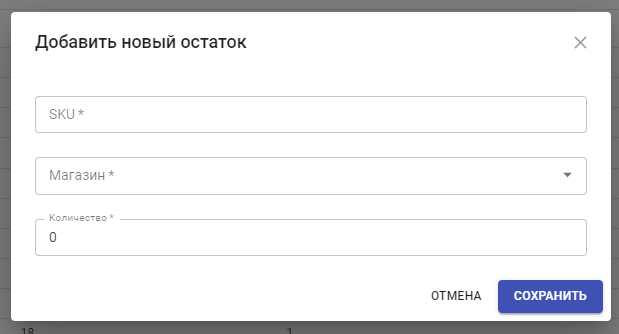 Добавить новый остаток
SKU *
Магазин *
Количество *
0
ОТМЕНА
СОХРАНИТЬ
18
1